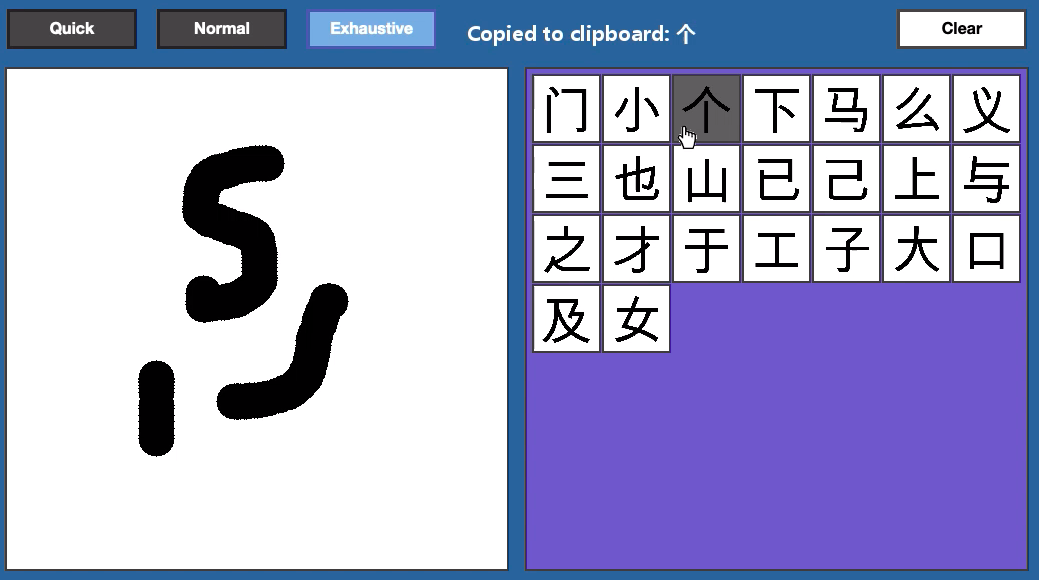 Quick Normal Exhaustive Copied to clipboard: 个 Clear
门 小 个 下 马 么 义
三 也 山 已 己 上 与
之 才 于 工 子 大 口
及 女